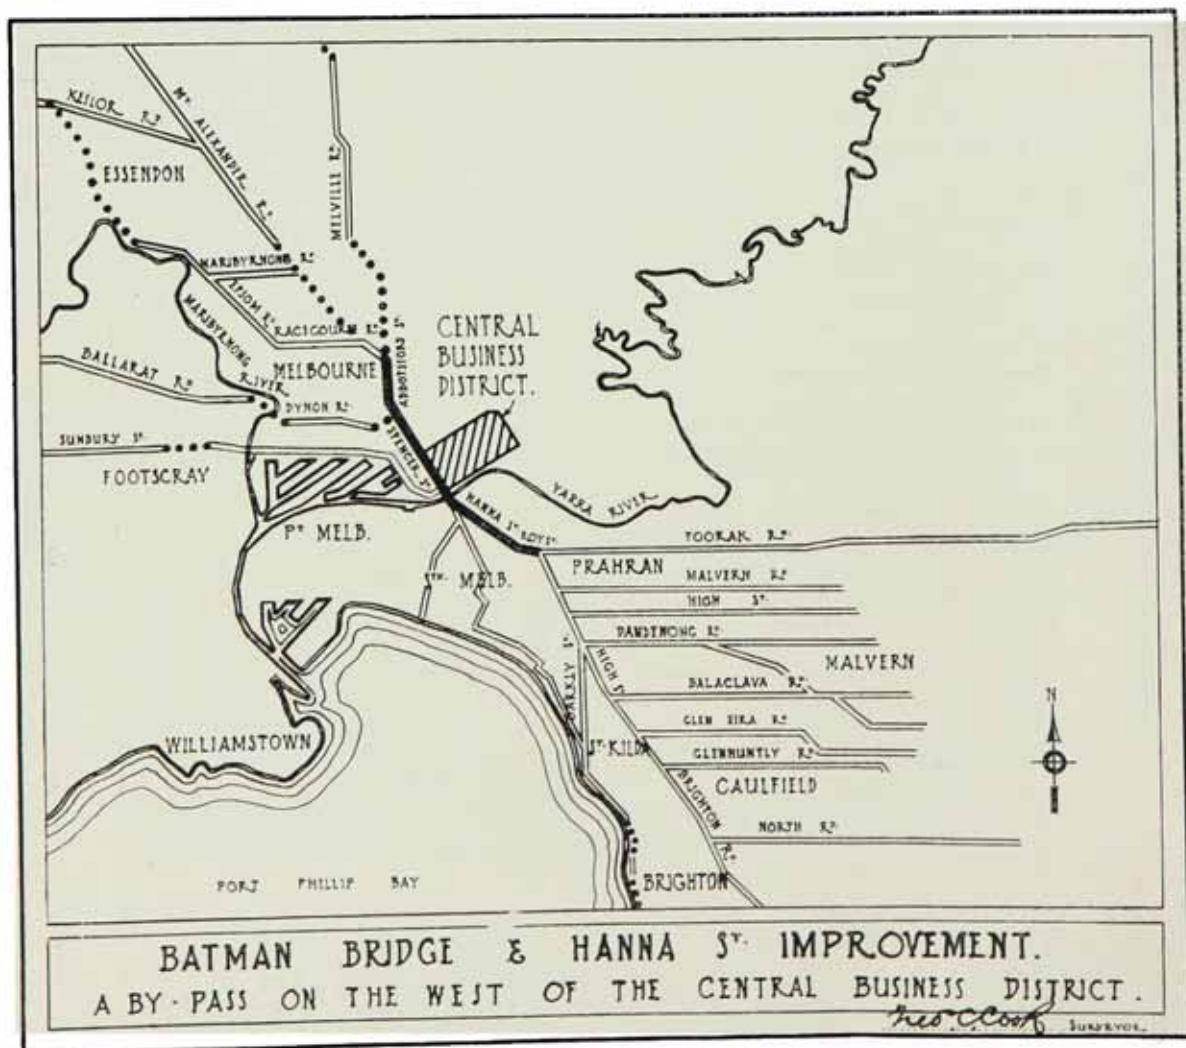 KEILOR RD.
MT. ALEXANDER RD.
MELVILLE RD.
ESSENDON
MARIBYRNONG RD.
EPSOM RD.
RACECOURSE RD.
MARIBYRNONG RIVER
MELBOURNE
ABBOTSFORD ST.
CENTRAL
BUSINESS
DISTRICT.
BALLARAT RD.
DYNON RD.
SUNBURY ST.
SPENCER ST.
FOOTSCRAY
HANNA ST.
YARRA RIVER
PT. MELB.
STH. MELB.
TOORAK RD.
PRAHRAN
MALVERN RD.
HIGH ST.
DANDENONG RD.
MALVERN
BARKLY ST.
HIGH ST.
BALACLAVA RD.
GLEN EIRA RD.
WILLIAMSTOWN
ST. KILDA
GLENHUNTLY RD.
N
BRIGHTON RD.
CAULFIELD
NORTH RD.
PORT PHILLIP BAY
BRIGHTON
BATMAN BRIDGE & HANNA ST. IMPROVEMENT.
A BY-PASS ON THE WEST OF THE CENTRAL BUSINESS DISTRICT.
Geo. C. Cook SURVEYOR.